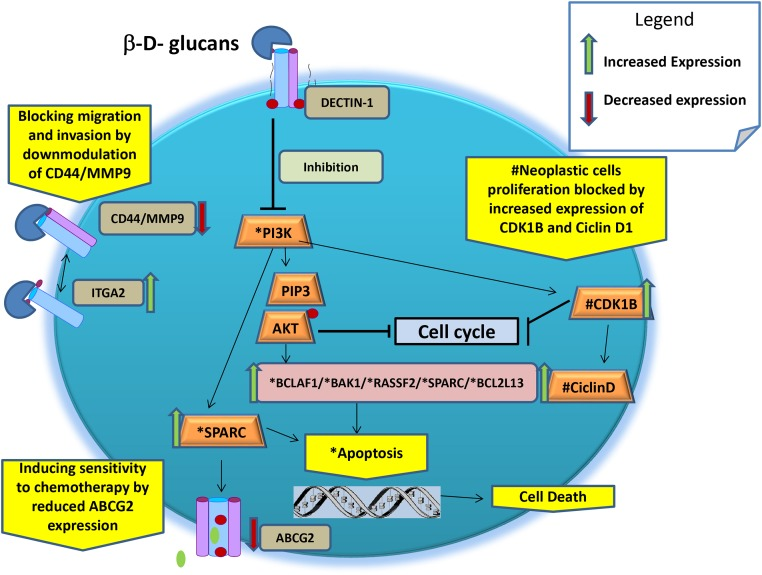 β-D- glucans
Legend
Increased Expression
Decreased expression
DECTIN-1
Blocking migration
and invasion by
downmodulation
of CD44/MMP9
Inhibition
#Neoplastic cells
proliferation blocked by
increased expression of
CDK1B and Ciclin D1
CD44/MMP9
*PI3K
ITGA2
PIP3
#CDK1B
AKT
Cell cycle
*BCLAF1/*BAK1/*RASSF2/*SPARC/*BCL2L13
#CiclinD
*SPARC
*Apoptosis
Inducing sensitivity
to chemotherapy by
reduced ABCG2
expression
Cell Death
ABCG2